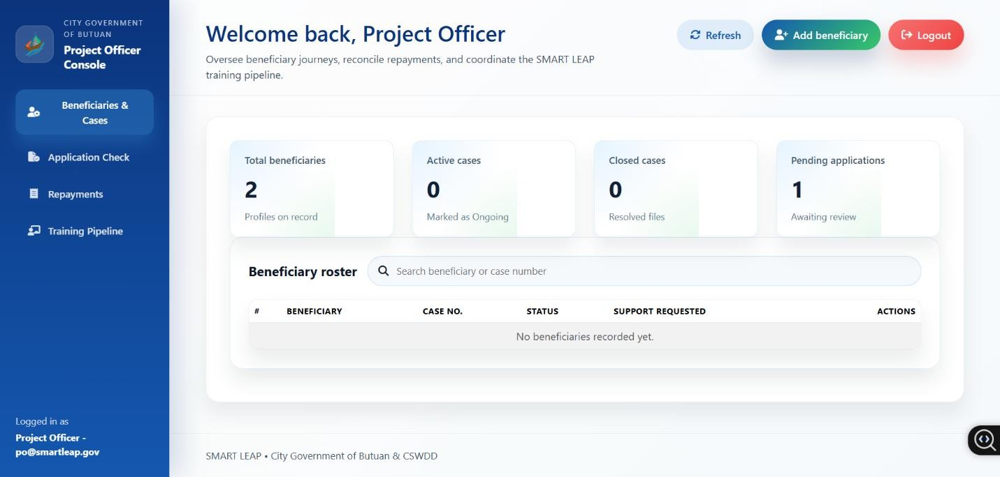 CITY GOVERNMENT
OF BUTUAN
Project Officer
Console
Beneficiaries &
Cases
Application Check
Repayments
Training Pipeline
Logged in as
Project Officer -
po@smartleap.gov
Welcome back, Project Officer
Oversee beneficiary journeys, reconcile repayments, and coordinate the SMART LEAP
training pipeline.
Refresh
Add beneficiary
Logout
Total beneficiaries
2
Profiles on record
Active cases
0
Marked as Ongoing
Closed cases
0
Resolved files
Pending applications
1
Awaiting review
Beneficiary roster
Search beneficiary or case number
# BENEFICIARY CASE NO. STATUS SUPPORT REQUESTED ACTIONS
No beneficiaries recorded yet.
SMART LEAP • City Government of Butuan & CSWDD